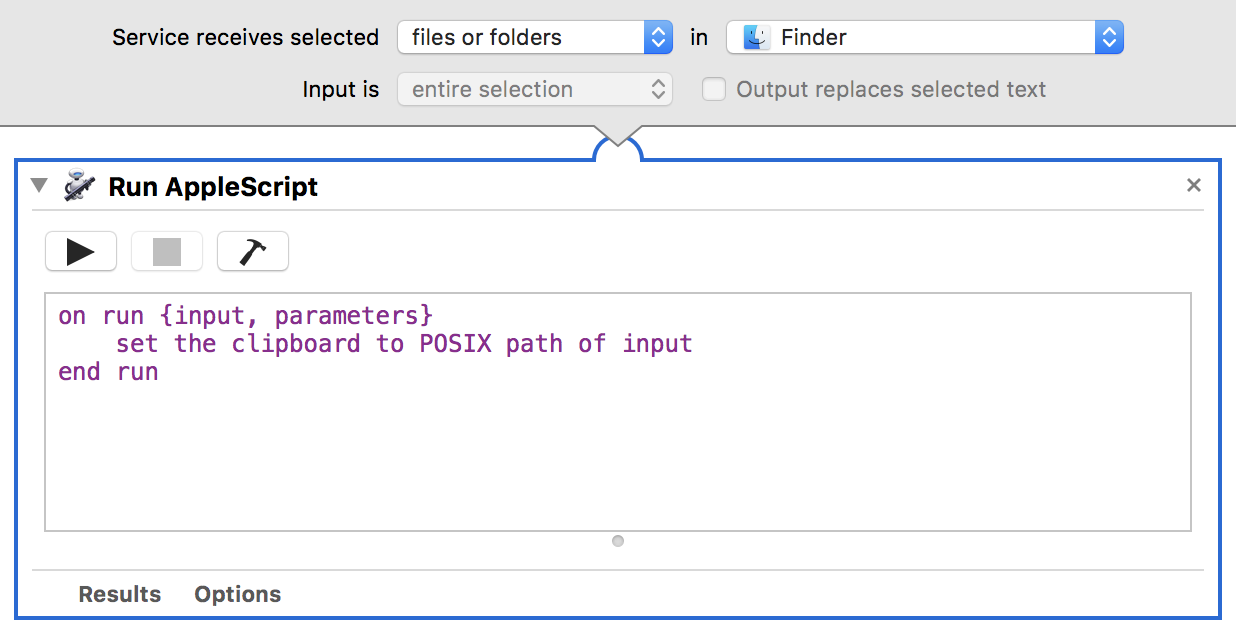 Service receives selected files or folders in Finder
Input is entire selection Output replaces selected text
Run AppleScript
on run {input, parameters}
    set the clipboard to POSIX path of input
end run
Results Options